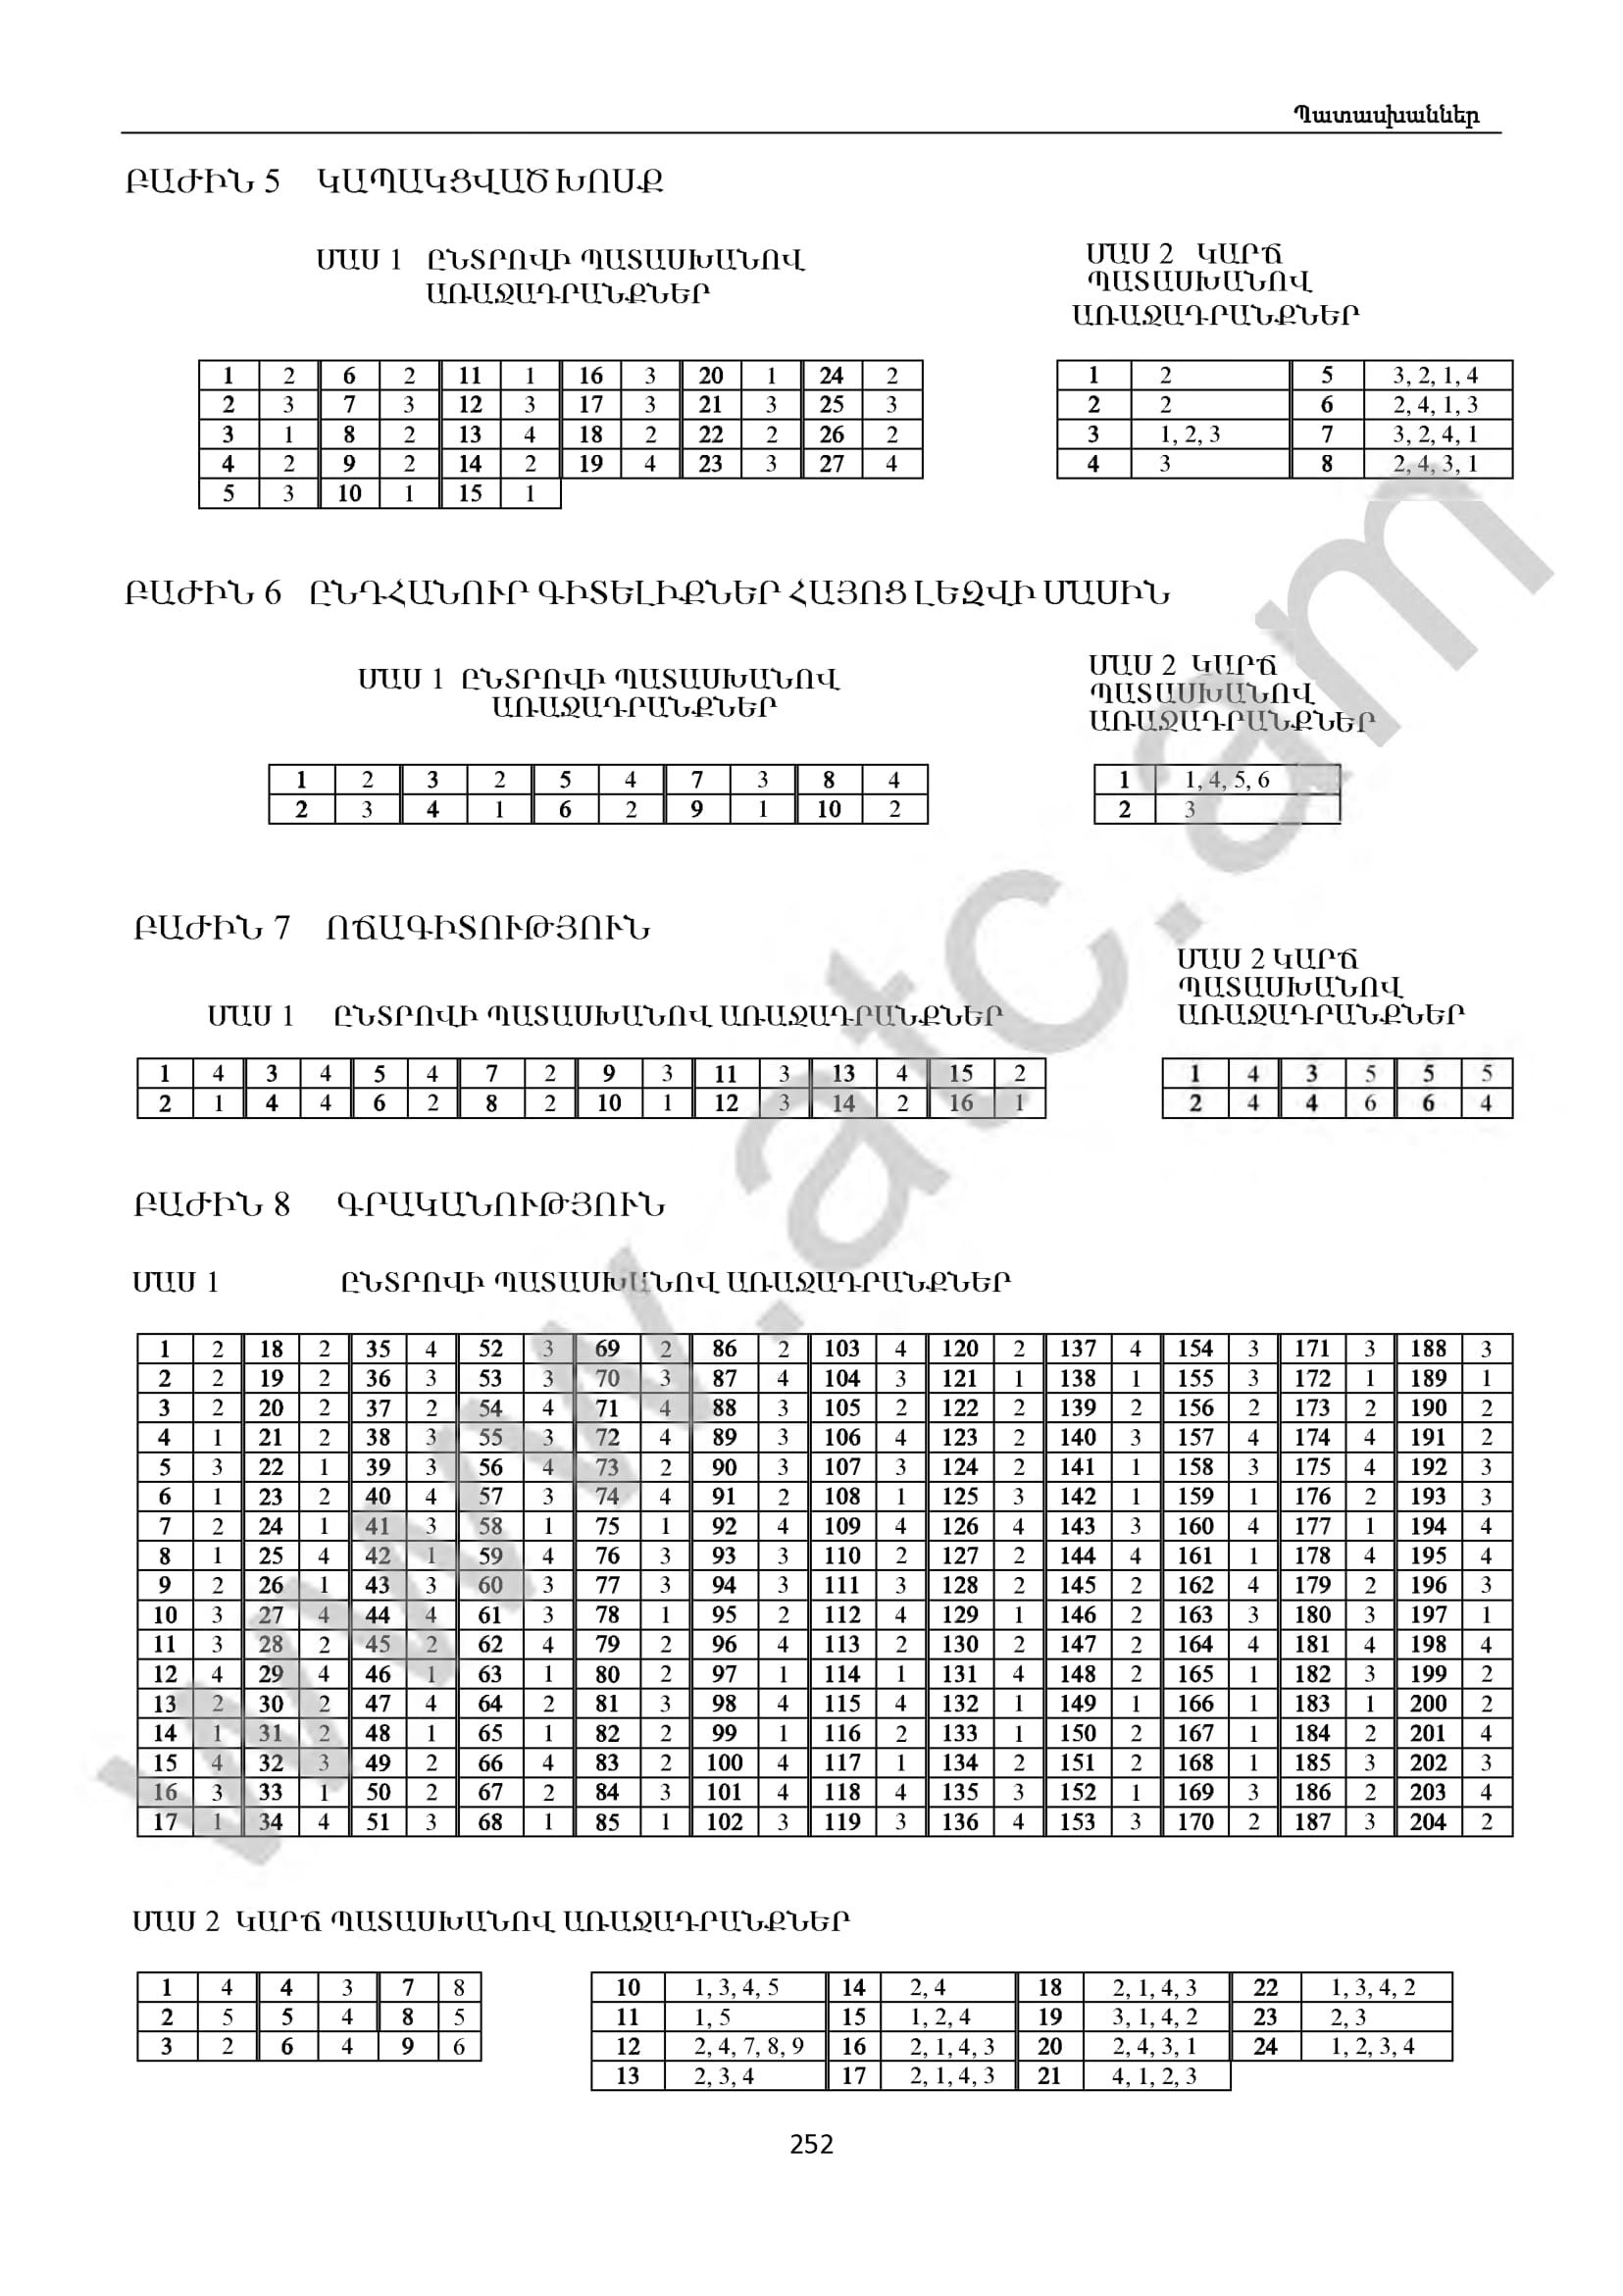 Պատասխաններ
ԲԱԺԻՆ 5 ԿԱՊԱԿՑՎԱԾ ԽՈՍՔ
ՄԱՍ 1 ԸՆՏՐՈՎԻ ՊԱՏԱՍԽԱՆՈՎ
ԱՌԱՋԱԴՐԱՆՔՆԵՐ
ՄԱՍ 2 ԿԱՐՃ
ՊԱՏԱՍԽԱՆՈՎ
ԱՌԱՋԱԴՐԱՆՔՆԵՐ
1 2 6 2 11 1 16 3 20 1 24 2
2 3 7 3 12 3 17 3 21 3 25 3
3 1 8 2 13 4 18 2 22 2 26 2
4 2 9 2 14 2 19 4 23 3 27 4
5 3 10 1 15 1
1 2 5 3, 2, 1, 4
2 2 6 2, 4, 1, 3
3 1, 2, 3 7 3, 2, 4, 1
4 3 8 2, 4, 3, 1
ԲԱԺԻՆ 6 ԸՆԴՀԱՆՈՒՐ ԳԻՏԵԼԻՔՆԵՐ ՀԱՅՈՑ ԼԵԶՎԻ ՄԱՍԻՆ
ՄԱՍ 1 ԸՆՏՐՈՎԻ ՊԱՏԱՍԽԱՆՈՎ
ԱՌԱՋԱԴՐԱՆՔՆԵՐ
ՄԱՍ 2 ԿԱՐՃ
ՊԱՏԱՍԽԱՆՈՎ
ԱՌԱՋԱԴՐԱՆՔՆԵՐ
1 2 3 2 5 4 7 3 8 4
2 3 4 1 6 2 9 1 10 2
1 1, 4, 5, 6
2 3
ԲԱԺԻՆ 7 ՈՃԱԳԻՏՈՒԹՅՈՒՆ
ՄԱՍ 1 ԸՆՏՐՈՎԻ ՊԱՏԱՍԽԱՆՈՎ ԱՌԱՋԱԴՐԱՆՔՆԵՐ
ՄԱՍ 2 ԿԱՐՃ
ՊԱՏԱՍԽԱՆՈՎ
ԱՌԱՋԱԴՐԱՆՔՆԵՐ
1 4 3 4 5 4 7 2 9 3 11 3 13 4 15 2
2 1 4 4 6 2 8 2 10 1 12 3 14 2 16 1
1 4 3 5 5 5
2 4 4 6 6 4
ԲԱԺԻՆ 8 ԳՐԱԿԱՆՈՒԹՅՈՒՆ
ՄԱՍ 1 ԸՆՏՐՈՎԻ ՊԱՏԱՍԽԱՆՈՎ ԱՌԱՋԱԴՐԱՆՔՆԵՐ
1 2 18 2 35 4 52 3 69 2 86 2 103 4 120 2 137 4 154 3 171 3 188 3
2 2 19 2 36 3 53 3 70 3 87 4 104 3 121 1 138 1 155 3 172 1 189 1
3 2 20 2 37 2 54 4 71 4 88 3 105 2 122 2 139 2 156 2 173 2 190 2
4 1 21 2 38 3 55 3 72 4 89 3 106 4 123 2 140 3 157 4 174 4 191 2
5 3 22 1 39 3 56 4 73 2 90 3 107 3 124 2 141 1 158 3 175 4 192 3
6 1 23 2 40 4 57 3 74 4 91 2 108 1 125 3 142 1 159 1 176 2 193 3
7 2 24 1 41 3 58 1 75 1 92 4 109 4 126 4 143 3 160 4 177 1 194 4
8 1 25 4 42 1 59 4 76 3 93 3 110 2 127 2 144 4 161 1 178 4 195 4
9 2 26 1 43 3 60 3 77 3 94 3 111 3 128 2 145 2 162 4 179 2 196 3
10 3 27 4 44 4 61 3 78 1 95 2 112 4 129 1 146 2 163 3 180 3 197 1
11 3 28 2 45 2 62 4 79 2 96 4 113 2 130 2 147 2 164 4 181 4 198 4
12 4 29 4 46 1 63 1 80 2 97 1 114 1 131 4 148 2 165 1 182 3 199 2
13 2 30 2 47 4 64 2 81 3 98 4 115 4 132 1 149 1 166 1 183 1 200 2
14 1 31 2 48 1 65 1 82 2 99 1 116 2 133 1 150 2 167 1 184 2 201 4
15 4 32 3 49 2 66 4 83 2 100 4 117 1 134 2 151 2 168 1 185 3 202 3
16 3 33 1 50 2 67 2 84 3 101 4 118 4 135 3 152 1 169 3 186 2 203 4
17 1 34 4 51 3 68 1 85 1 102 3 119 3 136 4 153 3 170 2 187 3 204 2
ՄԱՍ 2 ԿԱՐՃ ՊԱՏԱՍԽԱՆՈՎ ԱՌԱՋԱԴՐԱՆՔՆԵՐ
1 4 4 3 7 8
2 5 5 4 8 5
3 2 6 4 9 6
10 1, 3, 4, 5 14 2, 4 18 2, 1, 4, 3 22 1, 3, 4, 2
11 1, 5 15 1, 2, 4 19 3, 1, 4, 2 23 2, 3
12 2, 4, 7, 8, 9 16 2, 1, 4, 3 20 2, 4, 3, 1 24 1, 2, 3, 4
13 2, 3, 4 17 2, 1, 4, 3 21 4, 1, 2, 3
252
www.atc.am